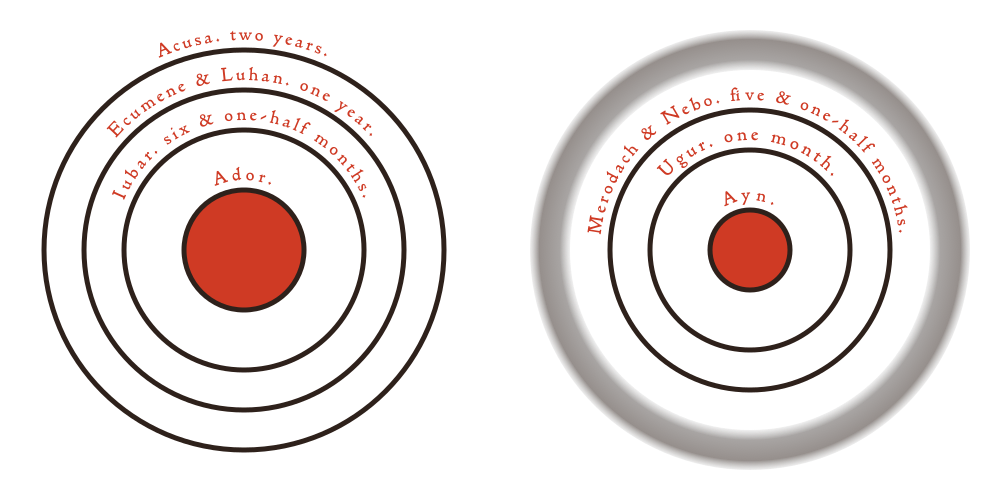 Acusa. two years.
Ecumene & Luhan. one year.
Iubar. six & one-half months.
Ador.
Merodach & Nebo. five & one-half months.
Ugur. one month.
Ayn.